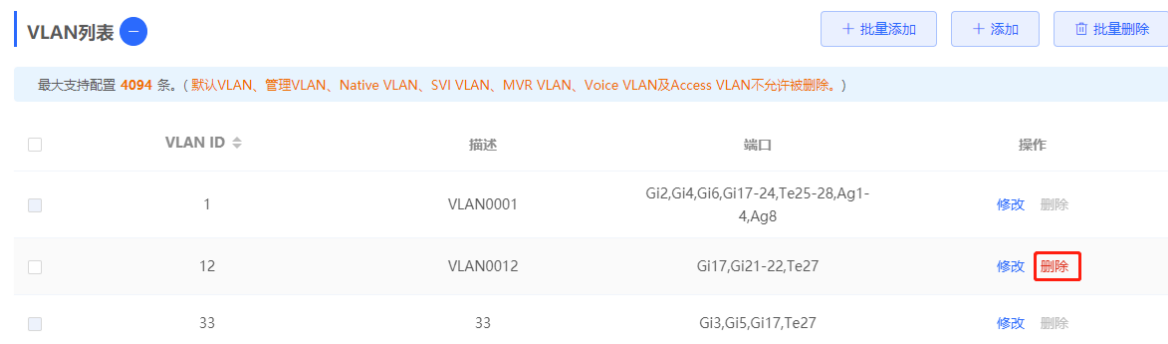 VLAN列表
批量添加 添加 批量删除
最大支持配置 4094 条。(默认VLAN、管理VLAN、Native VLAN、SVI VLAN、MVR VLAN、Voice VLAN及Access VLAN不允许被删除。)
VLAN ID 描述 端口 操作
1 VLAN0001 Gi2,Gi4,Gi6,Gi17-24,Te25-28,Ag1-
4,Ag8 修改 删除
12 VLAN0012 Gi17,Gi21-22,Te27 修改 删除
33 33 Gi3,Gi5,Gi17,Te27 修改 删除